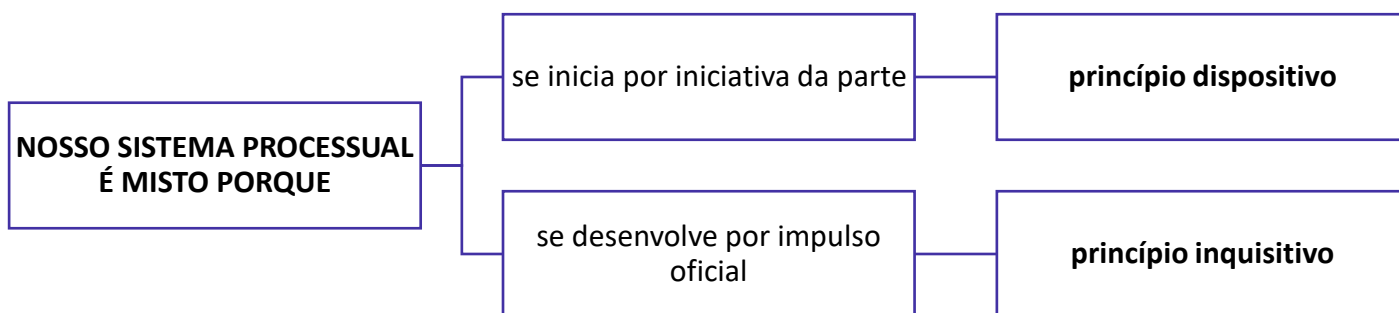 NOSSO SISTEMA PROCESSUAL
É MISTO PORQUE
se inicia por iniciativa da parte
princípio dispositivo
se desenvolve por impulso
oficial
princípio inquisitivo